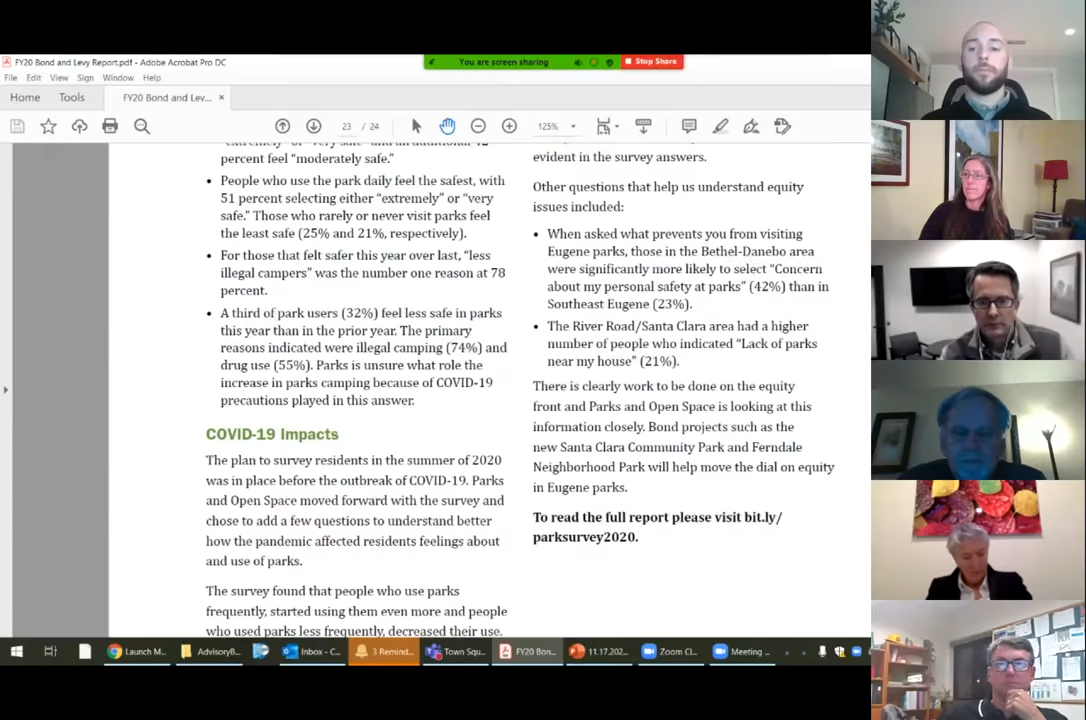 FY20 Bond and Levy Report.pdf - Adobe Acrobat Pro DC
You are screen sharing
Stop Share
File Edit View Sign Window Help
Home Tools FY20 Bond and Lev... ×
23 / 24
125%
percent feel “moderately safe.”
People who use the park daily feel the safest, with
51 percent selecting either “extremely” or “very
safe.” Those who rarely or never visit parks feel
the least safe (25% and 21%, respectively).
For those that felt safer this year over last, “less
illegal campers” was the number one reason at 78
percent.
A third of park users (32%) feel less safe in parks
this year than in the prior year. The primary
reasons indicated were illegal camping (74%) and
drug use (55%). Parks is unsure what role the
increase in parks camping because of COVID-19
precautions played in this answer.
COVID-19 Impacts
The plan to survey residents in the summer of 2020
was in place before the outbreak of COVID-19. Parks
and Open Space moved forward with the survey and
chose to add a few questions to understand better
how the pandemic affected residents feelings about
and use of parks.
The survey found that people who use parks
frequently, started using them even more and people
who used parks less frequently, decreased their use.
evident in the survey answers.
Other questions that help us understand equity
issues included:
When asked what prevents you from visiting
Eugene parks, those in the Bethel-Danebo area
were significantly more likely to select “Concern
about my personal safety at parks” (42%) than in
Southeast Eugene (23%).
The River Road/Santa Clara area had a higher
number of people who indicated “Lack of parks
near my house” (21%).
There is clearly work to be done on the equity
front and Parks and Open Space is looking at this
information closely. Bond projects such as the
new Santa Clara Community Park and Ferndale
Neighborhood Park will help move the dial on equity
in Eugene parks.
To read the full report please visit bit.ly/
parksurvey2020.
Launch M... AdvisoryB... Inbox - C... 3 Remind... Town Squ... FY20 Bon... 11.17.202... Zoom Cl... Meeting ...